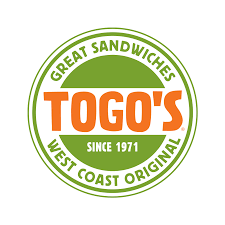 GREAT SANDWICHES
TOGO'S
SINCE 1971
WEST COAST ORIGINAL